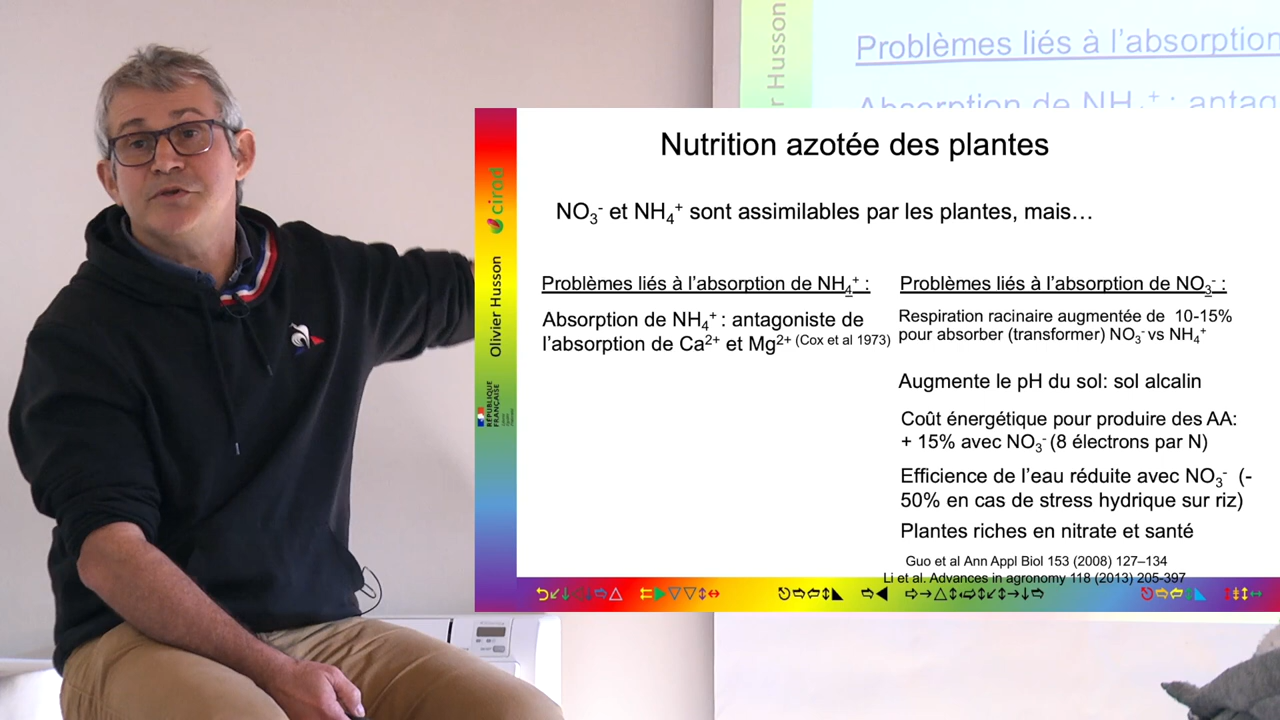 r Husson
Problèmes liés à l'absorption
Absorption de NH₄⁺ : antag
Nutrition azotée des plantes
NO₃⁻ et NH₄⁺ sont assimilables par les plantes, mais…
Problèmes liés à l'absorption de NH₄⁺ :
Absorption de NH₄⁺ : antagoniste de
l'absorption de Ca²⁺ et Mg²⁺ (Cox et al 1973)
Problèmes liés à l'absorption de NO₃⁻ :
Respiration racinaire augmentée de 10-15%
pour absorber (transformer) NO₃⁻ vs NH₄⁺
Augmente le pH du sol: sol alcalin
Coût énergétique pour produire des AA:
+ 15% avec NO₃⁻ (8 électrons par N)
Efficience de l'eau réduite avec NO₃⁻ (-
50% en cas de stress hydrique sur riz)
Plantes riches en nitrate et santé
Guo et al Ann Appl Biol 153 (2008) 127–134
Li et al. Advances in agronomy 118 (2013) 205-397
cirad
Olivier Husson
RÉPUBLIQUE
FRANÇAISE